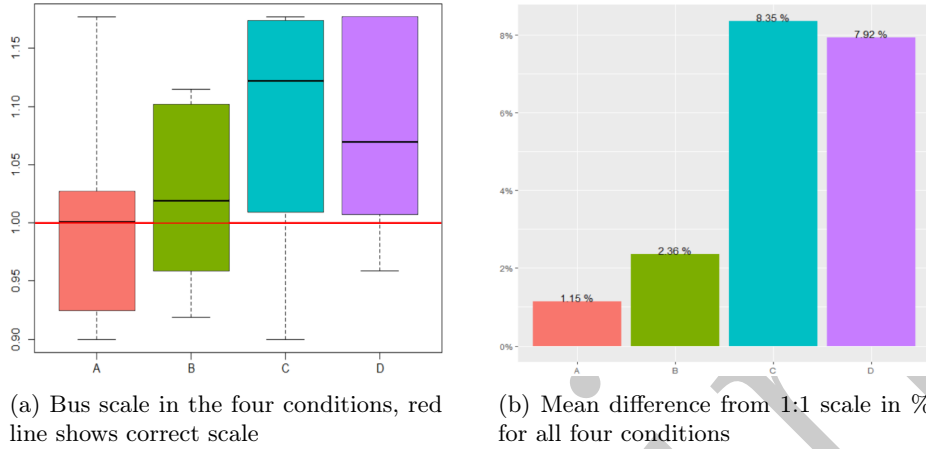 1.15
1.10
1.05
1.00
0.95
0.90
A B C D
8%
6%
4%
2%
0%
1.15 %
2.36 %
8.35 %
7.92 %
A B C D
(a) Bus scale in the four conditions, red
line shows correct scale
(b) Mean difference from 1:1 scale in %
for all four conditions